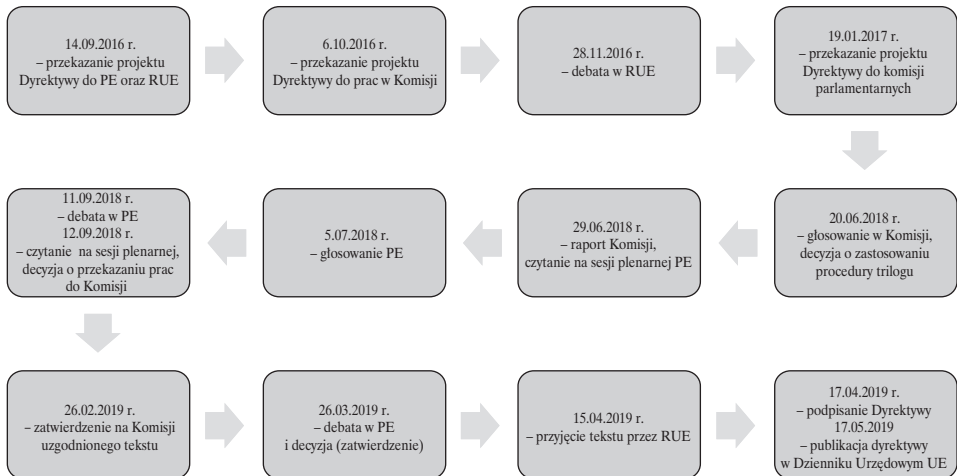 14.09.2016 r.
– przekazanie projektu
Dyrektywy do PE oraz RUE
6.10.2016 r.
– przekazanie projektu
Dyrektywy do prac w Komisji
28.11.2016 r.
– debata w RUE
19.01.2017 r.
– przekazanie projektu
Dyrektywy do komisji
parlamentarnych
20.06.2018 r.
– głosowanie w Komisji,
decyzja o zastosowaniu
procedury trilogu
29.06.2018 r.
– raport Komisji,
czytanie na sesji plenarnej PE
5.07.2018 r.
– głosowanie PE
11.09.2018 r.
– debata w PE
12.09.2018 r.
– czytanie na sesji plenarnej,
decyzja o przekazaniu prac
do Komisji
26.02.2019 r.
– zatwierdzenie na Komisji
uzgodnionego tekstu
26.03.2019 r.
– debata w PE
i decyzja (zatwierdzenie)
15.04.2019 r.
– przyjęcie tekstu przez RUE
17.04.2019 r.
– podpisanie Dyrektywy
17.05.2019
– publikacja dyrektywy
w Dzienniku Urzędowym UE